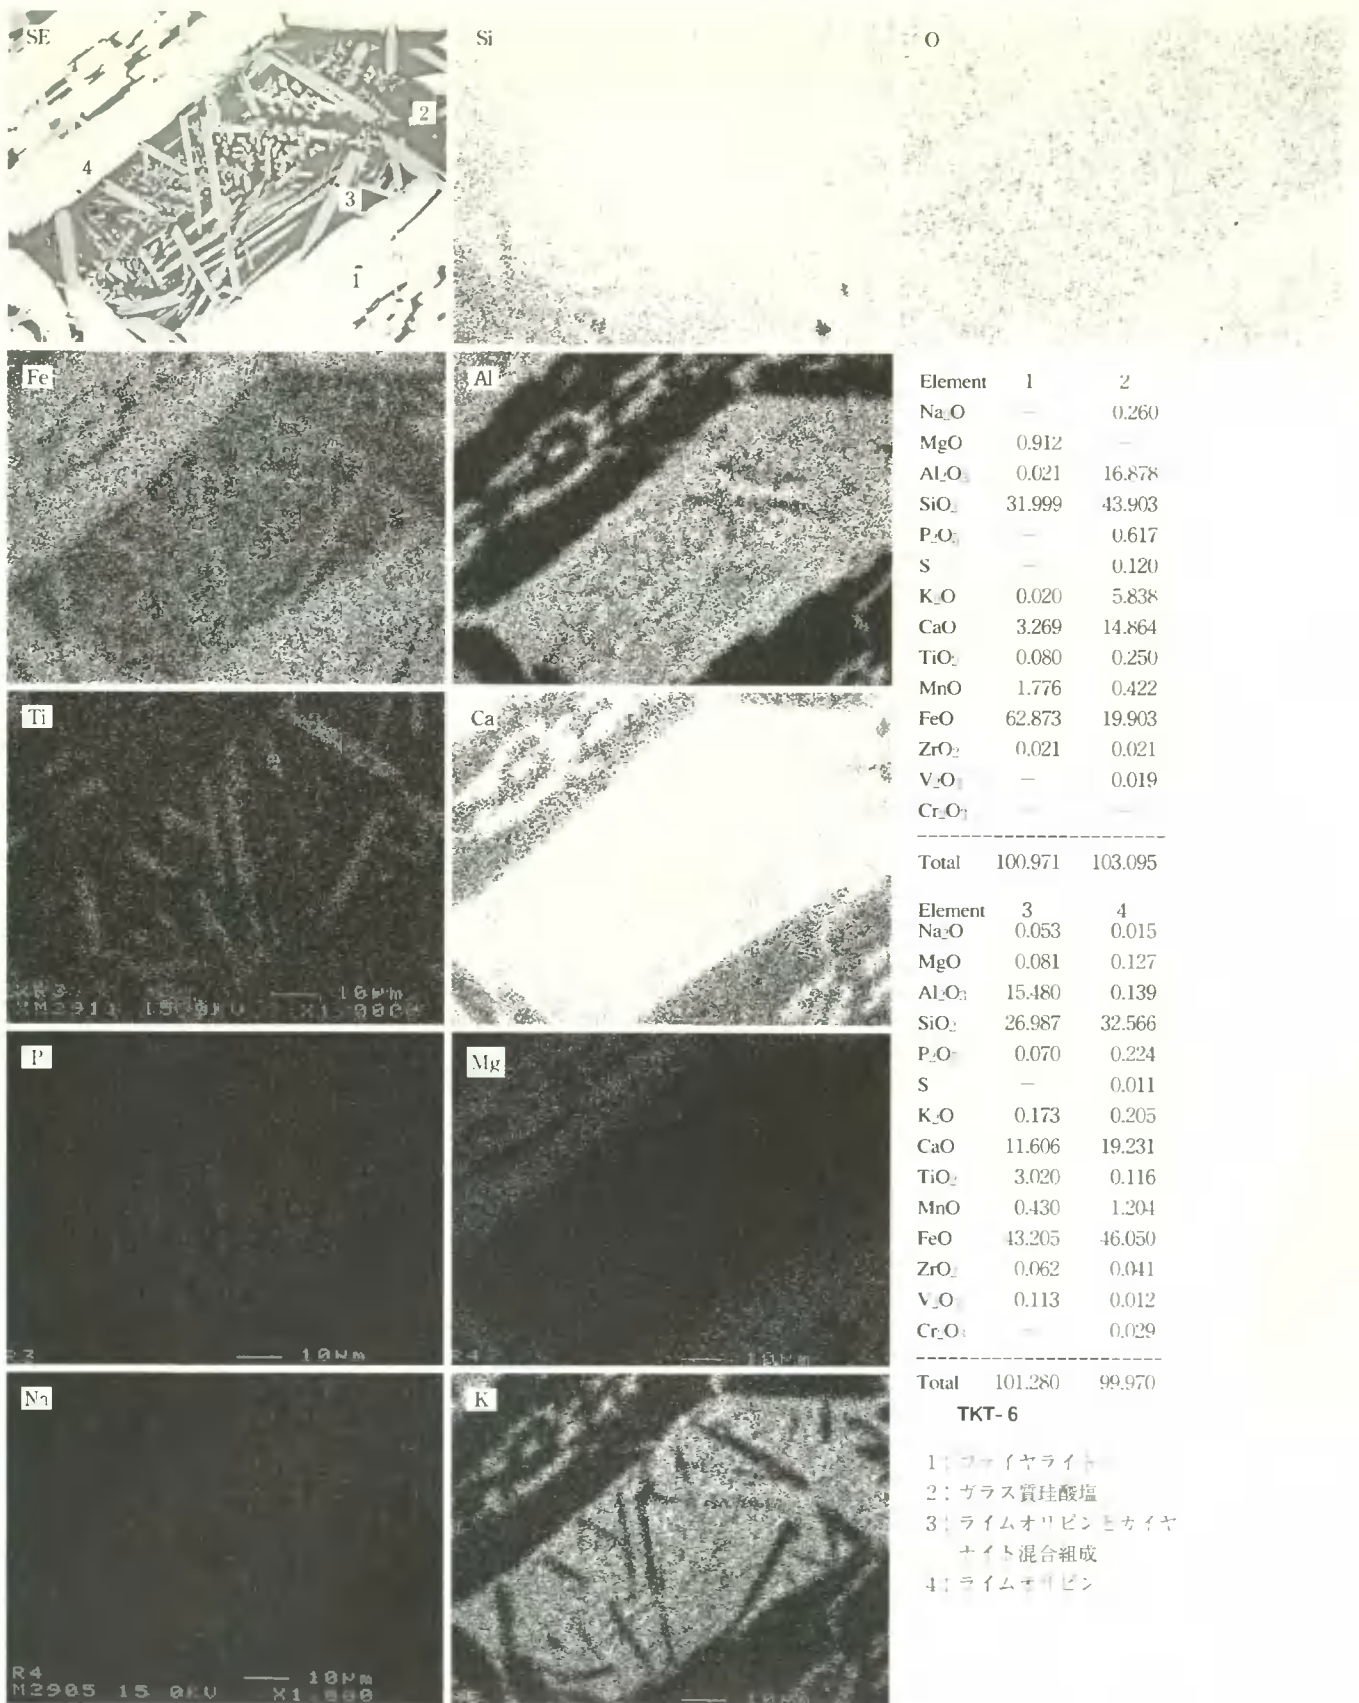 SE
Si
O
2
4
3
1
Fe
Al
Ti
10μm
15.0KV X1.000
Ca
P
10μm
Mg
R4 10μm
Na
R4 10μm
M2905 15.0KV X1.000
K
10μm
Element 1 2
Na₂O — 0.260
MgO 0.912 —
Al₂O₃ 0.021 16.878
SiO₂ 31.999 43.903
P₂O₅ — 0.617
S — 0.120
K₂O 0.020 5.838
CaO 3.269 14.864
TiO₂ 0.080 0.250
MnO 1.776 0.422
FeO 62.873 19.903
ZrO₂ 0.021 0.021
V₂O₃ — 0.019
Cr₂O₃ — —
Total 100.971 103.095
Element 3 4
Na₂O 0.053 0.015
MgO 0.081 0.127
Al₂O₃ 15.480 0.139
SiO₂ 26.987 32.566
P₂O₅ 0.070 0.224
S — 0.011
K₂O 0.173 0.205
CaO 11.606 19.231
TiO₂ 3.020 0.116
MnO 0.430 1.204
FeO 43.205 46.050
ZrO₂ 0.062 0.041
V₂O₃ 0.113 0.012
Cr₂O₃ — 0.029
Total 101.280 99.970
TKT-6
1：ファイヤライト
2：ガラス質珪酸塩
3：ライムオリビンとカイヤ
ナイト混合組成
4：ライムオリビン